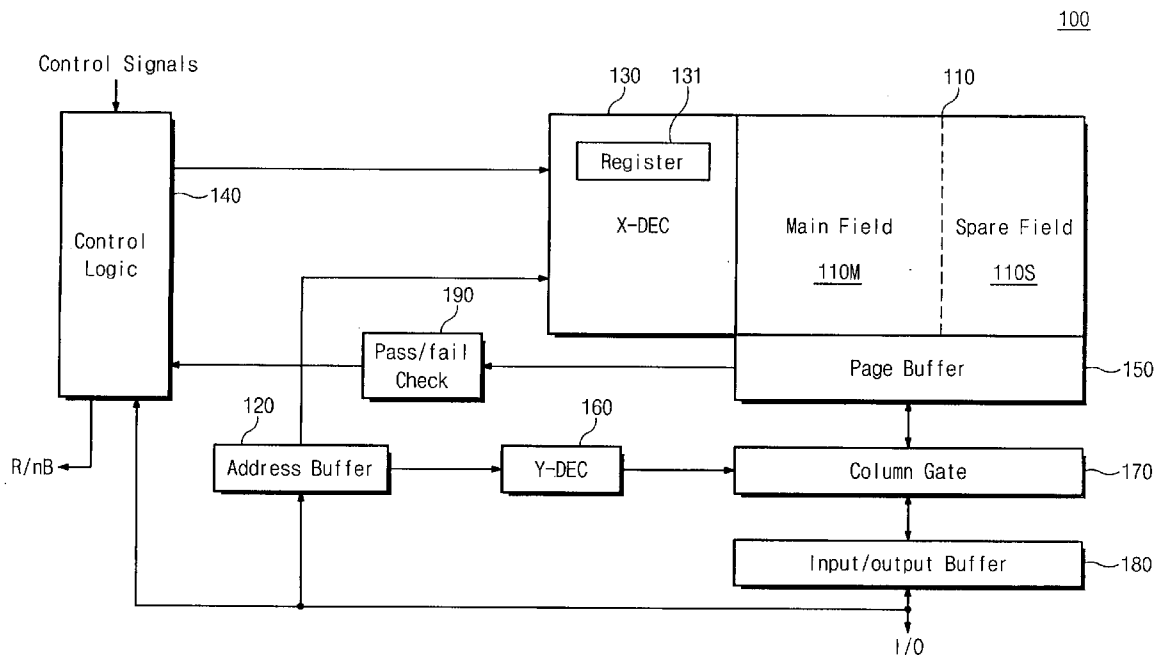 100
Control Signals
130
131
110
Register
140
X-DEC
Main Field
Spare Field
Control
Logic
110M
110S
190
Pass/fail
Check
Page Buffer
150
120
160
R/nB
Address Buffer
Y-DEC
Column Gate
170
Input/output Buffer
180
I/O